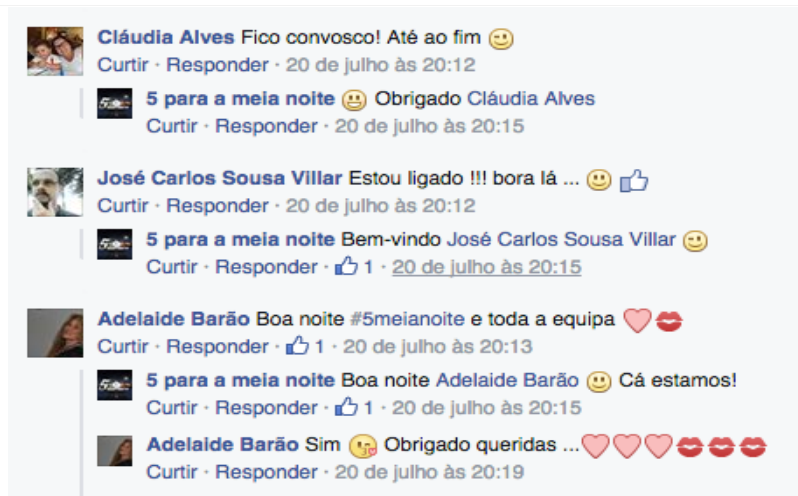 Cláudia Alves Fico convosco! Até ao fim 😉
Curtir · Responder · 20 de julho às 20:12
5 para a meia noite 😀 Obrigado Cláudia Alves
Curtir · Responder · 20 de julho às 20:15
José Carlos Sousa Villar Estou ligado !!! bora lá ... 🙂 👍
Curtir · Responder · 20 de julho às 20:12
5 para a meia noite Bem-vindo José Carlos Sousa Villar 😉
Curtir · Responder · 👍 1 · 20 de julho às 20:15
Adelaide Barão Boa noite #5meianoite e toda a equipa ❤️💋
Curtir · Responder · 👍 1 · 20 de julho às 20:13
5 para a meia noite Boa noite Adelaide Barão 🙂 Cá estamos!
Curtir · Responder · 👍 1 · 20 de julho às 20:15
Adelaide Barão Sim 😘 Obrigado queridas ...❤️❤️❤️💋💋💋
Curtir · Responder · 20 de julho às 20:19